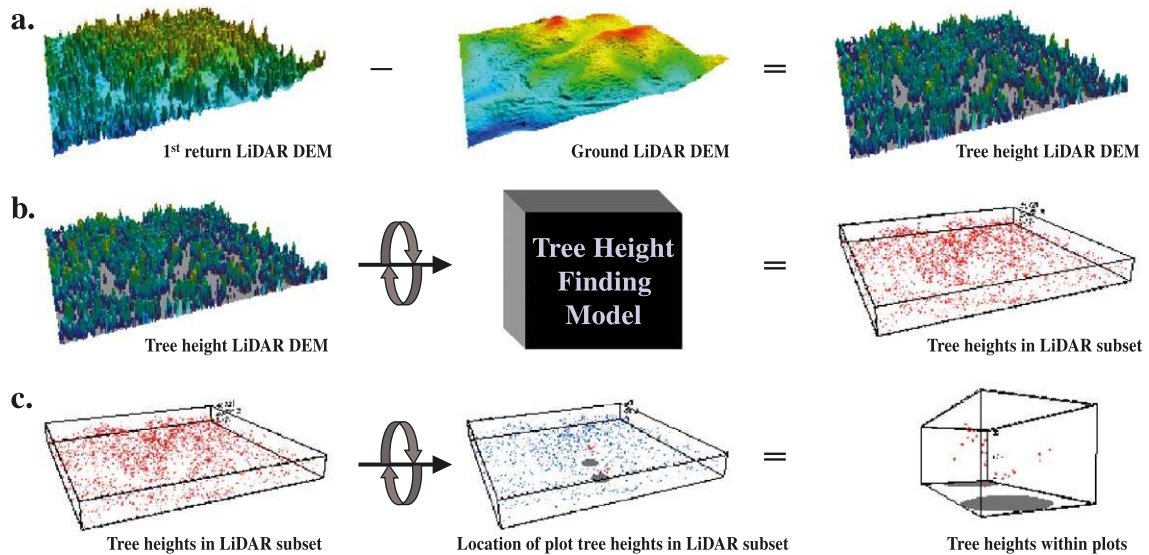 a.
−
=
1st return LiDAR DEM
Ground LiDAR DEM
Tree height LiDAR DEM
b.
Tree Height
Finding
Model
=
Tree height LiDAR DEM
Tree heights in LiDAR subset
c.
=
Tree heights in LiDAR subset
Location of plot tree heights in LiDAR subset
Tree heights within plots